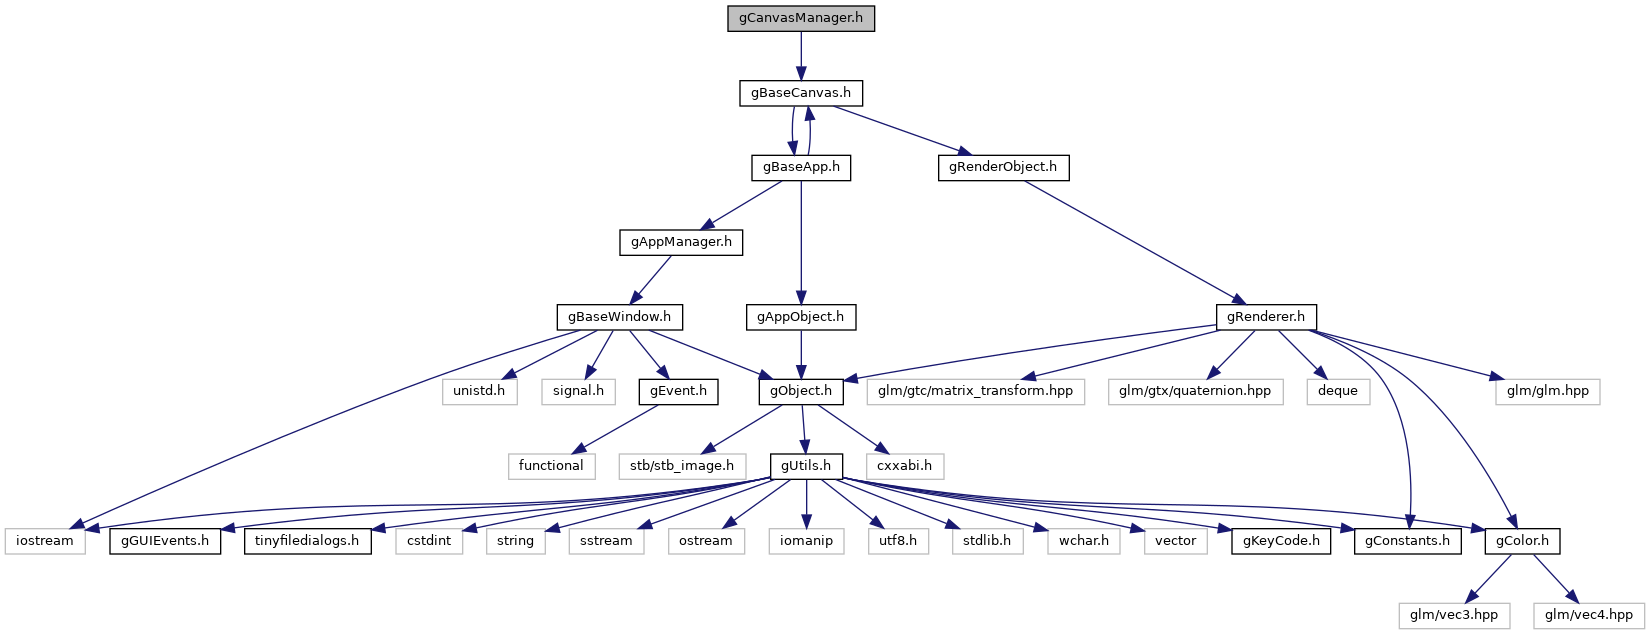 gCanvasManager.h
gBaseCanvas.h
gBaseApp.h
gRenderObject.h
gAppManager.h
gBaseWindow.h
gAppObject.h
gRenderer.h
unistd.h
signal.h
gEvent.h
gObject.h
glm/gtc/matrix_transform.hpp
glm/gtx/quaternion.hpp
deque
glm/glm.hpp
functional
stb/stb_image.h
gUtils.h
cxxabi.h
iostream
gGUIEvents.h
tinyfiledialogs.h
cstdint
string
sstream
ostream
iomanip
utf8.h
stdlib.h
wchar.h
vector
gKeyCode.h
gConstants.h
gColor.h
glm/vec3.hpp
glm/vec4.hpp